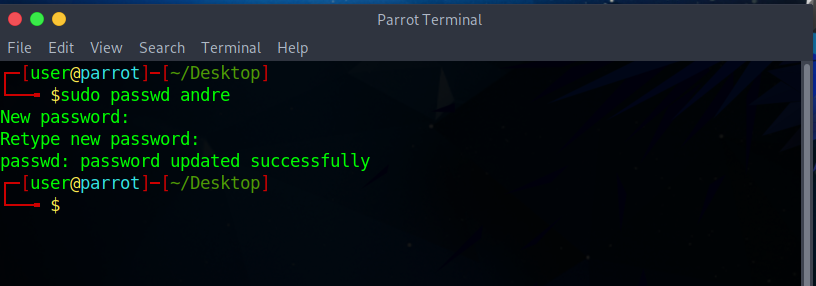 Parrot Terminal
File Edit View Search Terminal Help
┌─[user@parrot]─[~/Desktop]
└──╼ $sudo passwd andre
New password:
Retype new password:
passwd: password updated successfully
┌─[user@parrot]─[~/Desktop]
└──╼ $